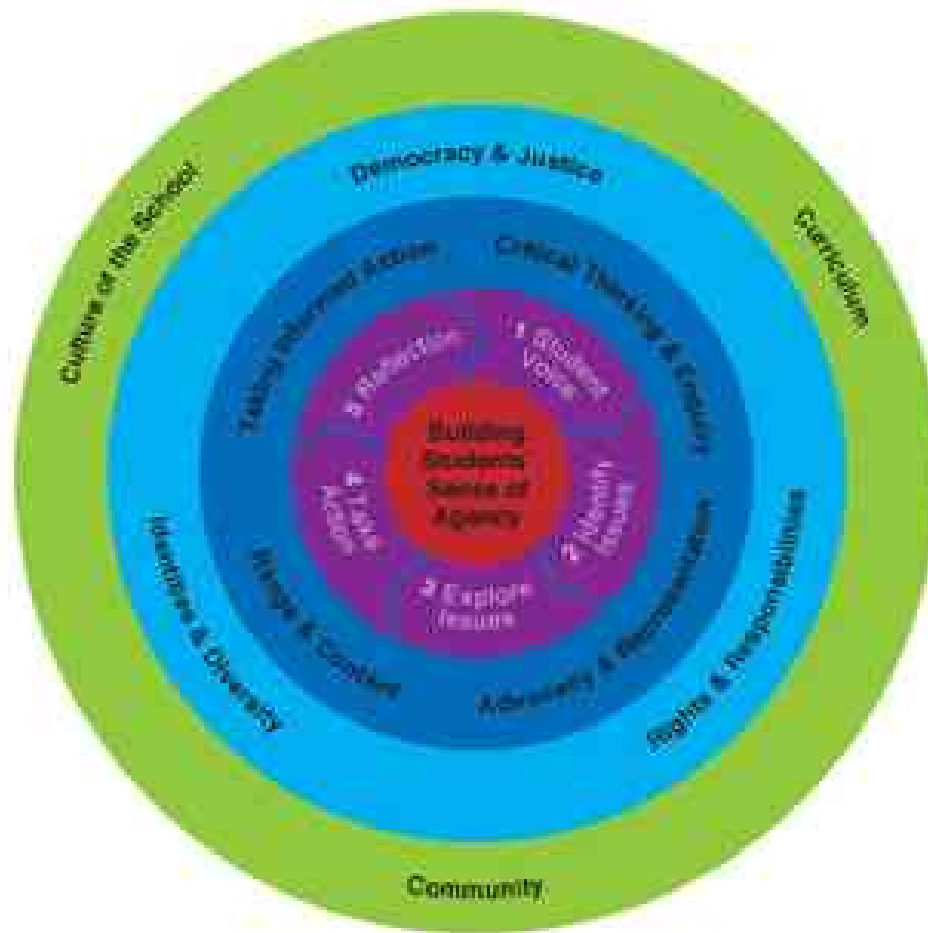 Culture of the School
Curriculum
Community
Democracy & Justice
Rights & Responsibilities
Identities & Diversity
Taking Informed Action
Critical Thinking & Enquiry
Advocacy & Representation
& Conflict
1 Student
Voice
2 Identify
Issues
3 Explore
Issues
4 Take
Action
5 Reflection
Building
Students
Sense of
Agency